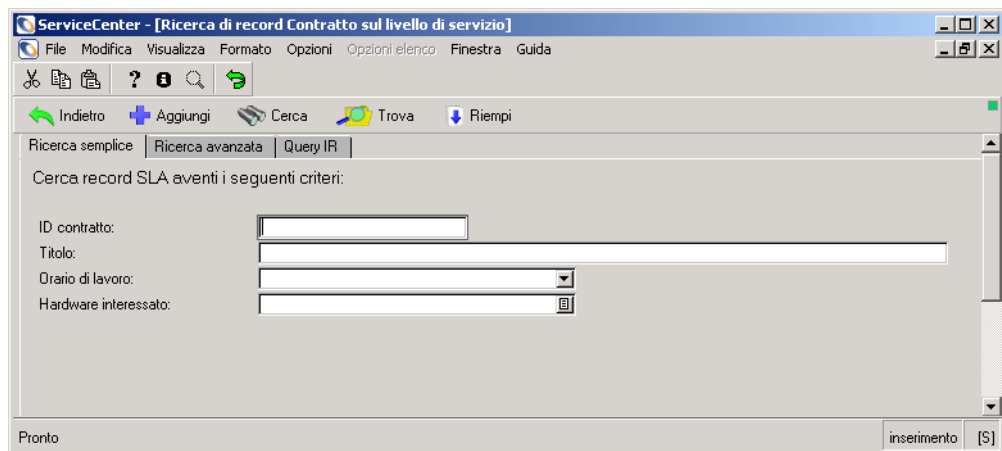 ServiceCenter - [Ricerca di record Contratto sul livello di servizio]
File Modifica Visualizza Formato Opzioni Opzioni elenco Finestra Guida
Indietro Aggiungi Cerca Trova Riempi
Ricerca semplice Ricerca avanzata Query IR
Cerca record SLA aventi i seguenti criteri:
ID contratto:
Titolo:
Orario di lavoro:
Hardware interessato:
Pronto inserimento [S]